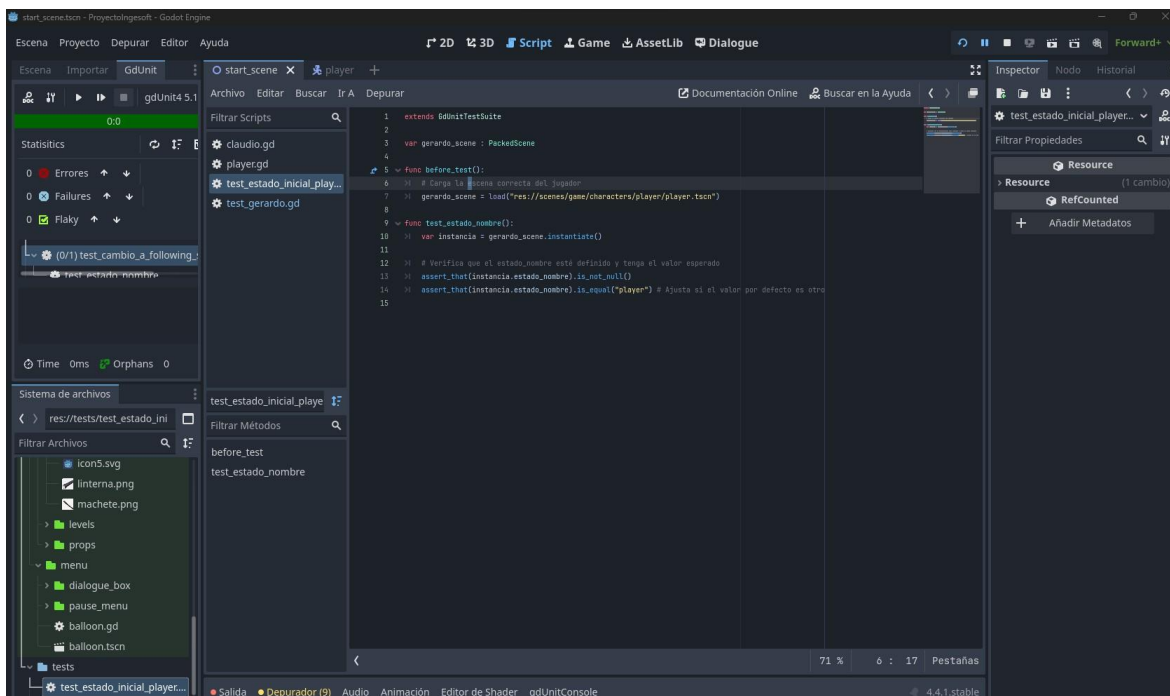 start_scene.tscn - ProyectoIngesoft - Godot Engine
Escena Proyecto Depurar Editor Ayuda
2D 3D Script Game AssetLib Dialogue
Forward+
Escena Importar GdUnit
start_scene player
Inspector Nodo Historial
gdUnit4 5.1
Archivo Editar Buscar Ir A Depurar
Documentación Online Buscar en la Ayuda
0:0
Filtrar Scripts
test_estado_inicial_player...
Statisitics
claudio.gd
Filtrar Propiedades
player.gd
0 Errores
test_estado_inicial_play...
Resource
0 Failures
test_gerardo.gd
Resource (1 cambio)
0 Flaky
RefCounted
Añadir Metadatos
(0/1) test_cambio_a_following_
test_estado_nombre
Time 0ms Orphans 0
1 extends GdUnitTestSuite
2
3 var gerardo_scene : PackedScene
4
5 func before_test():
6 # Carga la escena correcta del jugador
7 gerardo_scene = load("res://scenes/game/characters/player/player.tscn")
8
9 func test_estado_nombre():
10 var instancia = gerardo_scene.instantiate()
11
12 # Verifica que el estado_nombre esté definido y tenga el valor esperado
13 assert_that(instancia.estado_nombre).is_not_null()
14 assert_that(instancia.estado_nombre).is_equal("player") # Ajusta si el valor por defecto es otro
15
Sistema de archivos
test_estado_inicial_playe
res://tests/test_estado_ini
Filtrar Métodos
Filtrar Archivos
before_test
icon5.svg
test_estado_nombre
linterna.png
machete.png
levels
props
menu
dialogue_box
pause_menu
balloon.gd
balloon.tscn
71 % 6 : 17 Pestañas
tests
test_estado_inicial_player....
Salida Depurador (9) Audio Animación Editor de Shader gdUnitConsole
4.4.1.stable